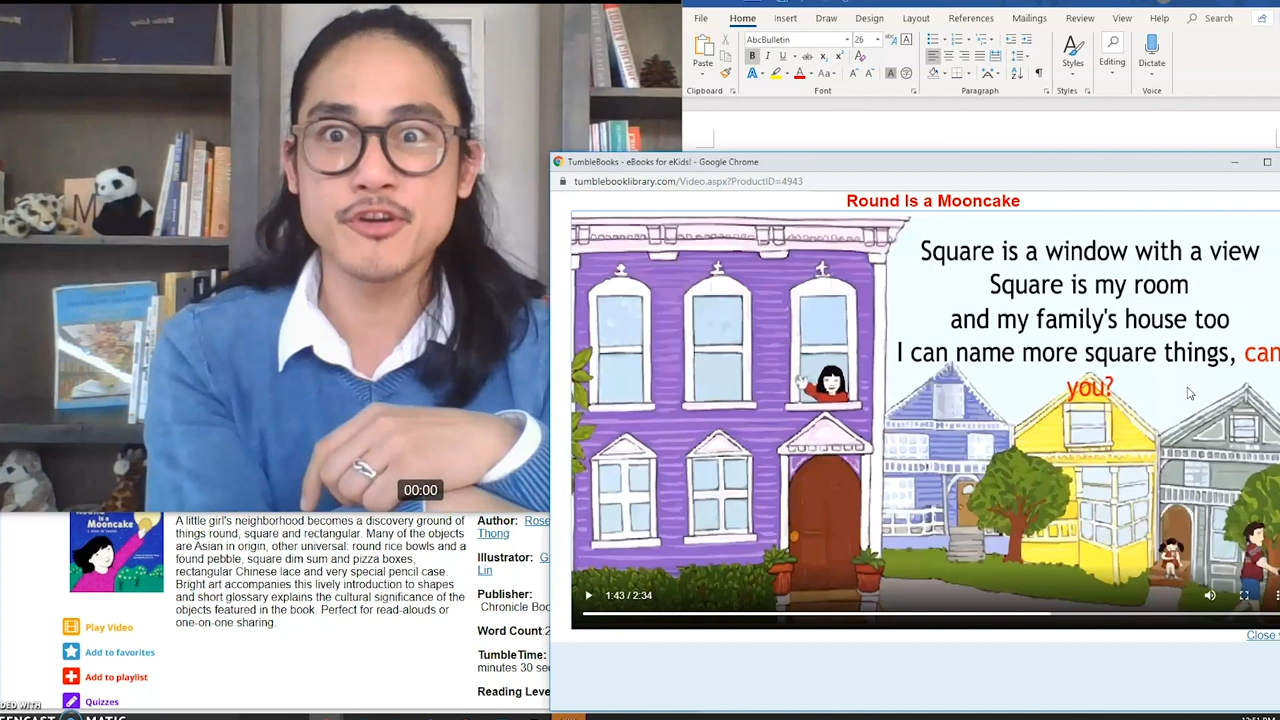 File Home Insert Draw Design Layout References Mailings Review View Help Search
AbcBulletin 26
Paste
Styles
Editing
Dictate
Clipboard Font Paragraph Styles Voice
TumbleBooks - eBooks for eKids! - Google Chrome
tumblebooklibrary.com/Video.aspx?ProductID=4943
Round Is a Mooncake
Square is a window with a view
Square is my room
and my family's house too
I can name more square things, can
you?
1:43 / 2:34
Close
00:00
Mooncake
A little girl's neighborhood becomes a discovery ground of
things round, square and rectangular. Many of the objects
are Asian in origin, other universal: round rice bowls and a
found pebble, square dim sum and pizza boxes,
rectangular Chinese lace and very special pencil case.
Bright art accompanies this lively introduction to shapes
and short glossary explains the cultural significance of the
objects featured in the book. Perfect for read-alouds or
one-on-one sharing.
Play Video
Add to favorites
Add to playlist
Quizzes
Author: Rose
Thong
Illustrator: G
Lin
Publisher:
Chronicle Boo
Word Count:2
TumbleTime:
minutes 30 se
Reading Leve